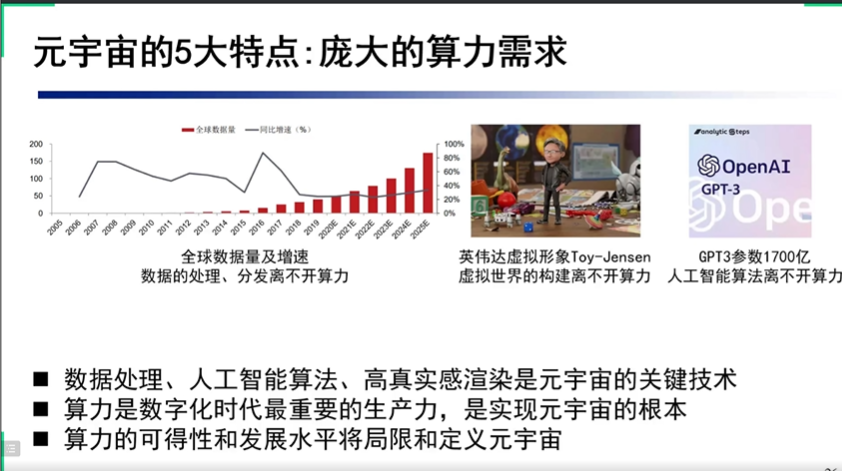 元宇宙的5大特点:庞大的算力需求
全球数据量 同比增速（%）
200
150
100
50
0
100%
80%
60%
40%
20%
0%
2005
2006
2007
2008
2009
2010
2011
2012
2013
2014
2015
2016
2017
2018
2019
2020E
2021E
2022E
2023E
2024E
2025E
全球数据量及增速
数据的处理、分发离不开算力
英伟达虚拟形象Toy-Jensen
虚拟世界的构建离不开算力
analytic steps
OpenAI
GPT-3
Ope
GPT3参数1700亿
人工智能算法离不开算力
■ 数据处理、人工智能算法、高真实感渲染是元宇宙的关键技术
■ 算力是数字化时代最重要的生产力，是实现元宇宙的根本
■ 算力的可得性和发展水平将局限和定义元宇宙